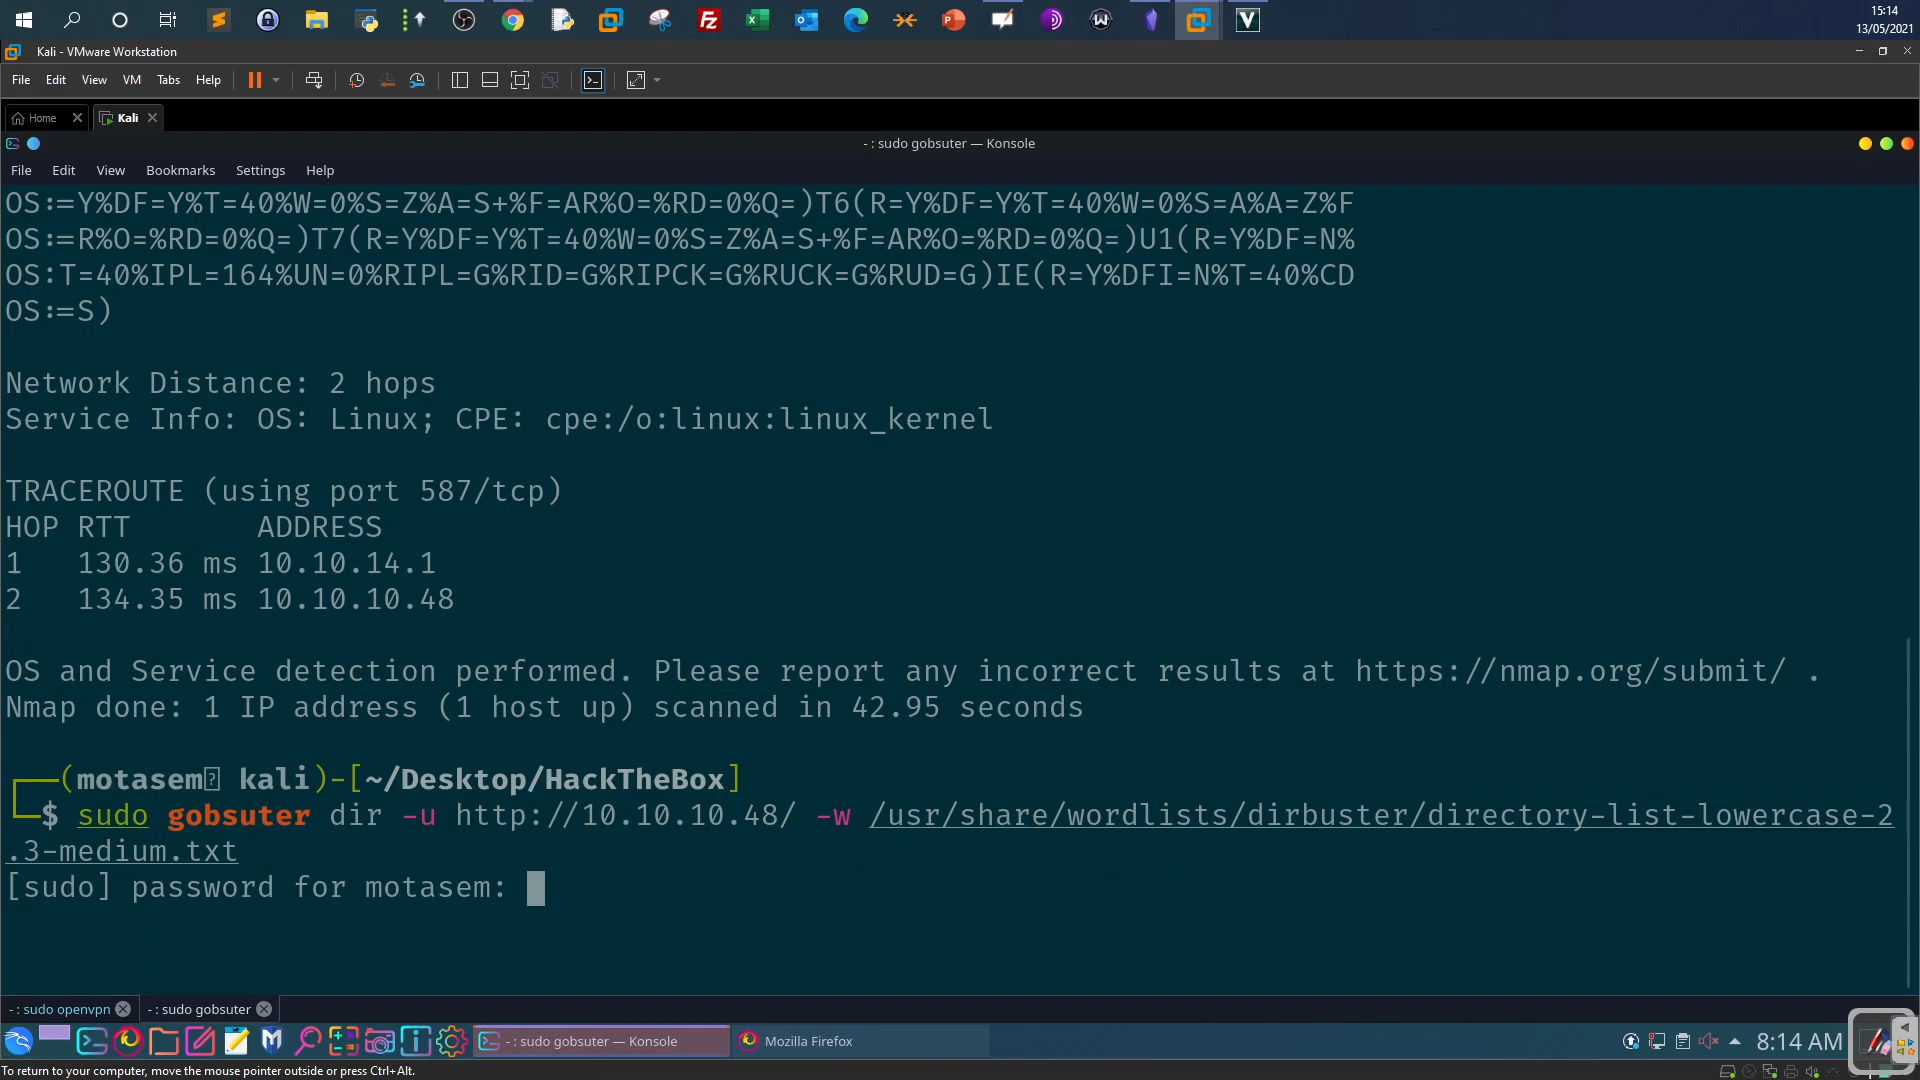 15:14
13/05/2021
Kali - VMware Workstation
File Edit View VM Tabs Help
Home
Kali
- : sudo gobsuter — Konsole
File Edit View Bookmarks Settings Help
OS:=Y%DF=Y%T=40%W=0%S=Z%A=S+%F=AR%O=%RD=0%Q=)T6(R=Y%DF=Y%T=40%W=0%S=A%A=Z%F
OS:=R%O=%RD=0%Q=)T7(R=Y%DF=Y%T=40%W=0%S=Z%A=S+%F=AR%O=%RD=0%Q=)U1(R=Y%DF=N%
OS:T=40%IPL=164%UN=0%RIPL=G%RID=G%RIPCK=G%RUCK=G%RUD=G)IE(R=Y%DFI=N%T=40%CD
OS:=S)
Network Distance: 2 hops
Service Info: OS: Linux; CPE: cpe:/o:linux:linux_kernel
TRACEROUTE (using port 587/tcp)
HOP RTT ADDRESS
1 130.36 ms 10.10.14.1
2 134.35 ms 10.10.10.48
OS and Service detection performed. Please report any incorrect results at https://nmap.org/submit/ .
Nmap done: 1 IP address (1 host up) scanned in 42.95 seconds
(motasem kali)-[~/Desktop/HackTheBox]
$ sudo gobsuter dir -u http://10.10.10.48/ -w /usr/share/wordlists/dirbuster/directory-list-lowercase-2
.3-medium.txt
[sudo] password for motasem:
- : sudo openvpn
- : sudo gobsuter
- : sudo gobsuter — Konsole
Mozilla Firefox
8:14 AM
To return to your computer, move the mouse pointer outside or press Ctrl+Alt.